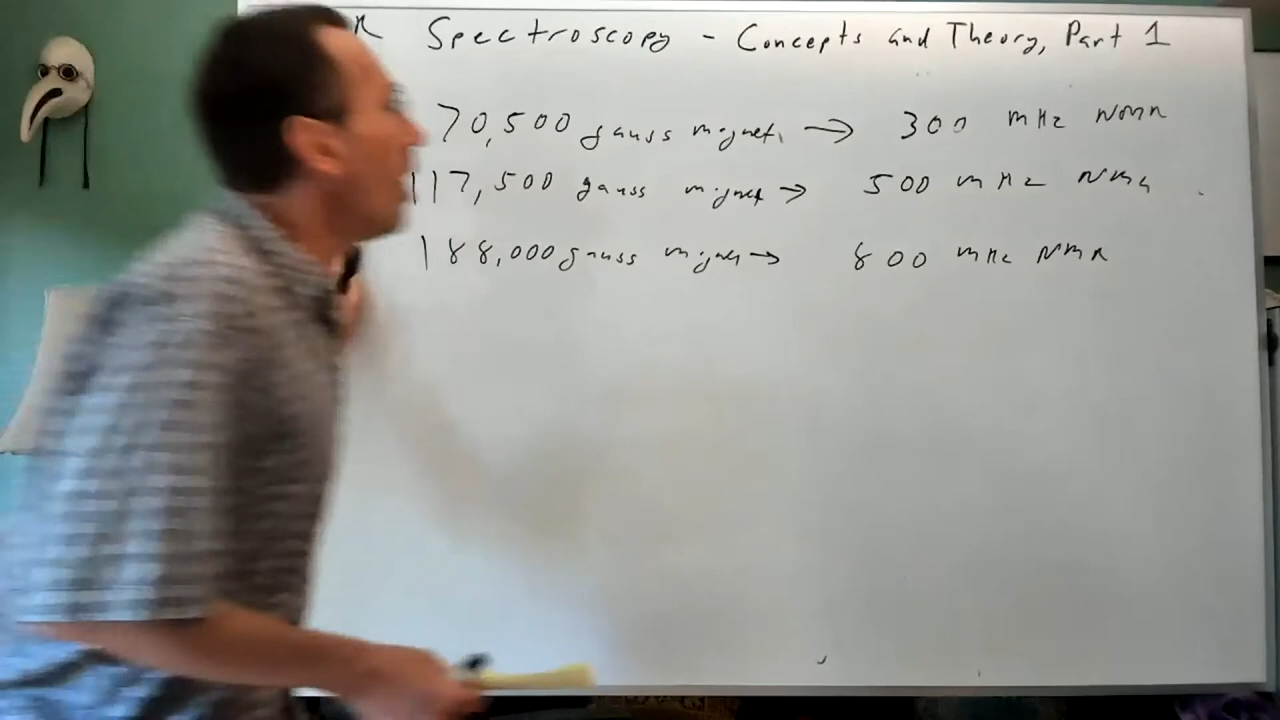 Spectroscopy - Concepts and Theory, Part 1
70,500 gauss magnet → 300 mHz NMR
117,500 gauss magnet → 500 mHz NMR
188,000 gauss magnet → 800 mHz NMR